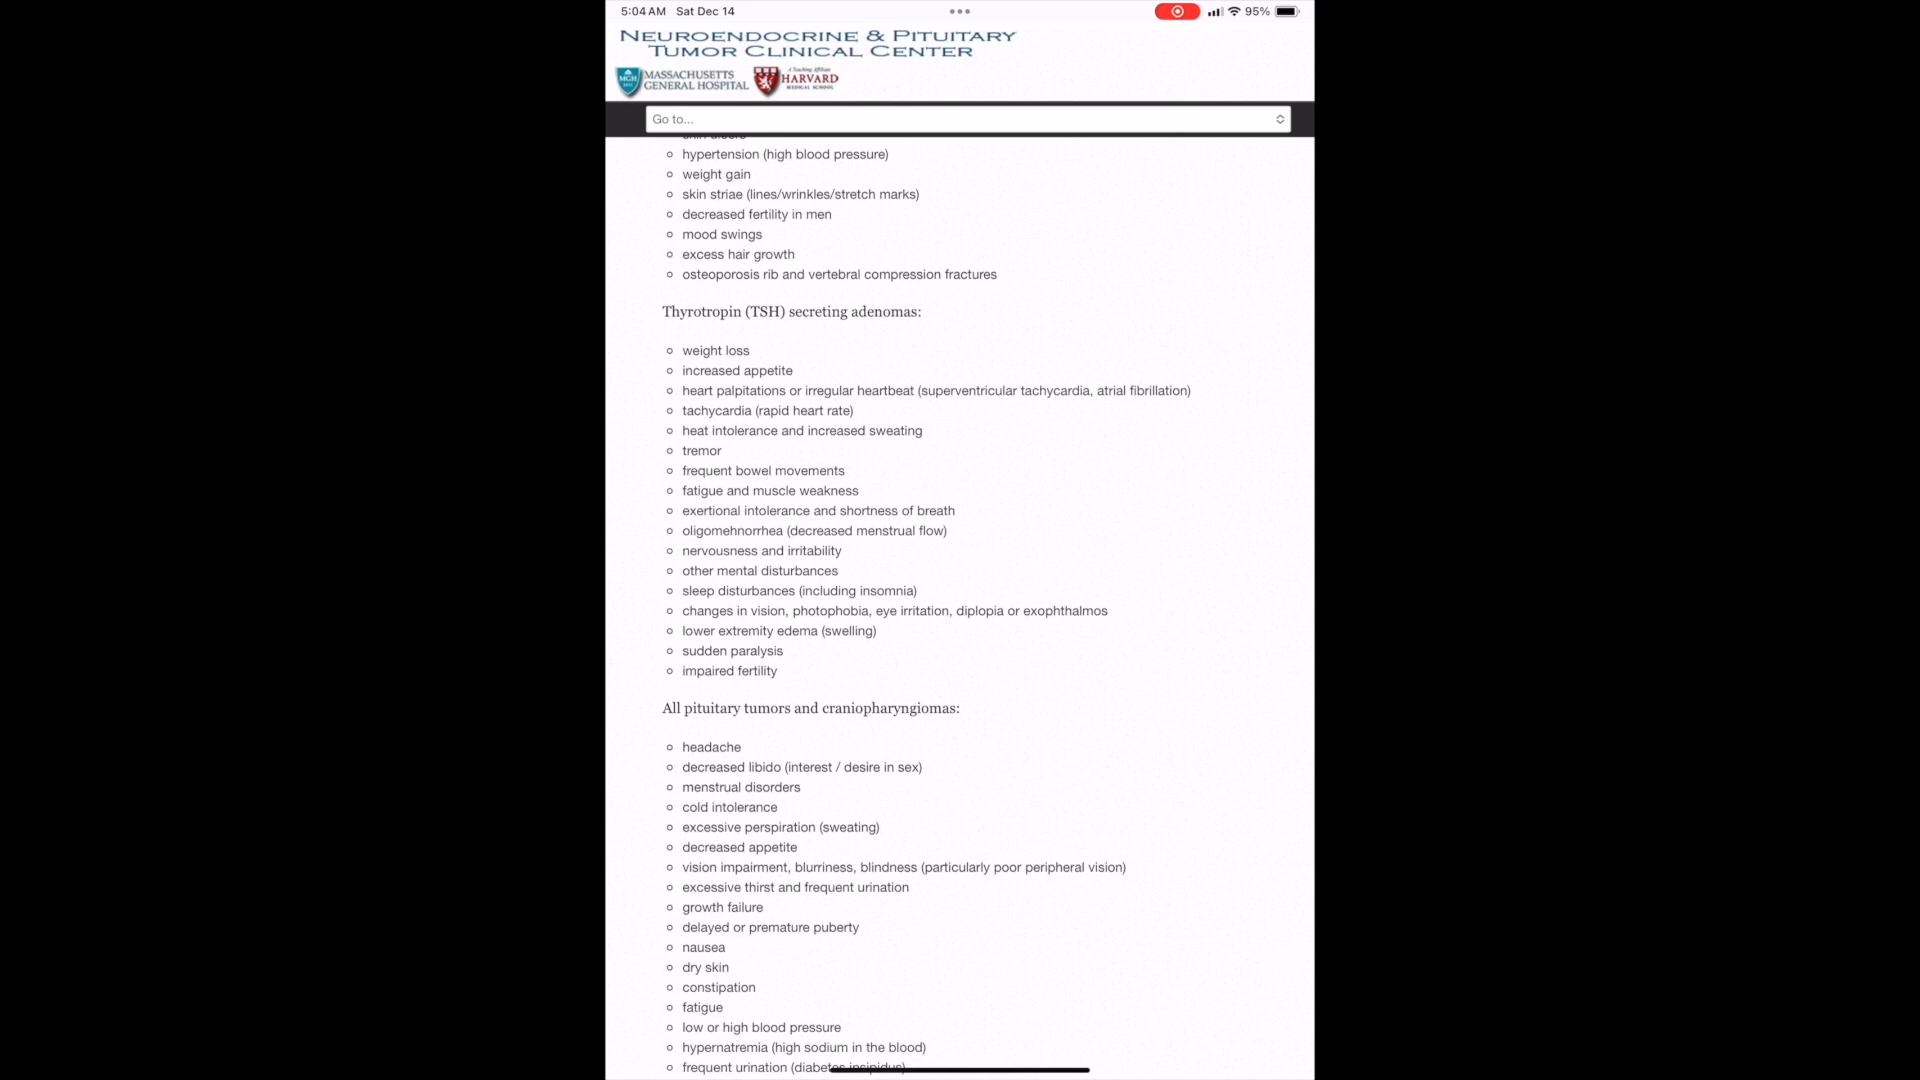 5:04 AM Sat Dec 14
95%
NEUROENDOCRINE & PITUITARY
TUMOR CLINICAL CENTER
MGH
1811
MASSACHUSETTS
GENERAL HOSPITAL
A Teaching Affiliate
HARVARD
MEDICAL SCHOOL
Go to...
hypertension (high blood pressure)
weight gain
skin striae (lines/wrinkles/stretch marks)
decreased fertility in men
mood swings
excess hair growth
osteoporosis rib and vertebral compression fractures
Thyrotropin (TSH) secreting adenomas:
weight loss
increased appetite
heart palpitations or irregular heartbeat (superventricular tachycardia, atrial fibrillation)
tachycardia (rapid heart rate)
heat intolerance and increased sweating
tremor
frequent bowel movements
fatigue and muscle weakness
exertional intolerance and shortness of breath
oligomehnorrhea (decreased menstrual flow)
nervousness and irritability
other mental disturbances
sleep disturbances (including insomnia)
changes in vision, photophobia, eye irritation, diplopia or exophthalmos
lower extremity edema (swelling)
sudden paralysis
impaired fertility
All pituitary tumors and craniopharyngiomas:
headache
decreased libido (interest / desire in sex)
menstrual disorders
cold intolerance
excessive perspiration (sweating)
decreased appetite
vision impairment, blurriness, blindness (particularly poor peripheral vision)
excessive thirst and frequent urination
growth failure
delayed or premature puberty
nausea
dry skin
constipation
fatigue
low or high blood pressure
hypernatremia (high sodium in the blood)
frequent urination (diabetes insipidus)